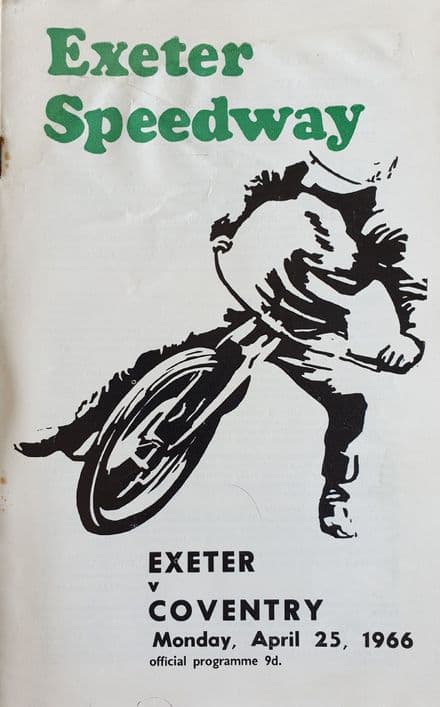 Exeter
Speedway
EXETER
v
COVENTRY
Monday, April 25, 1966
official programme 9d.